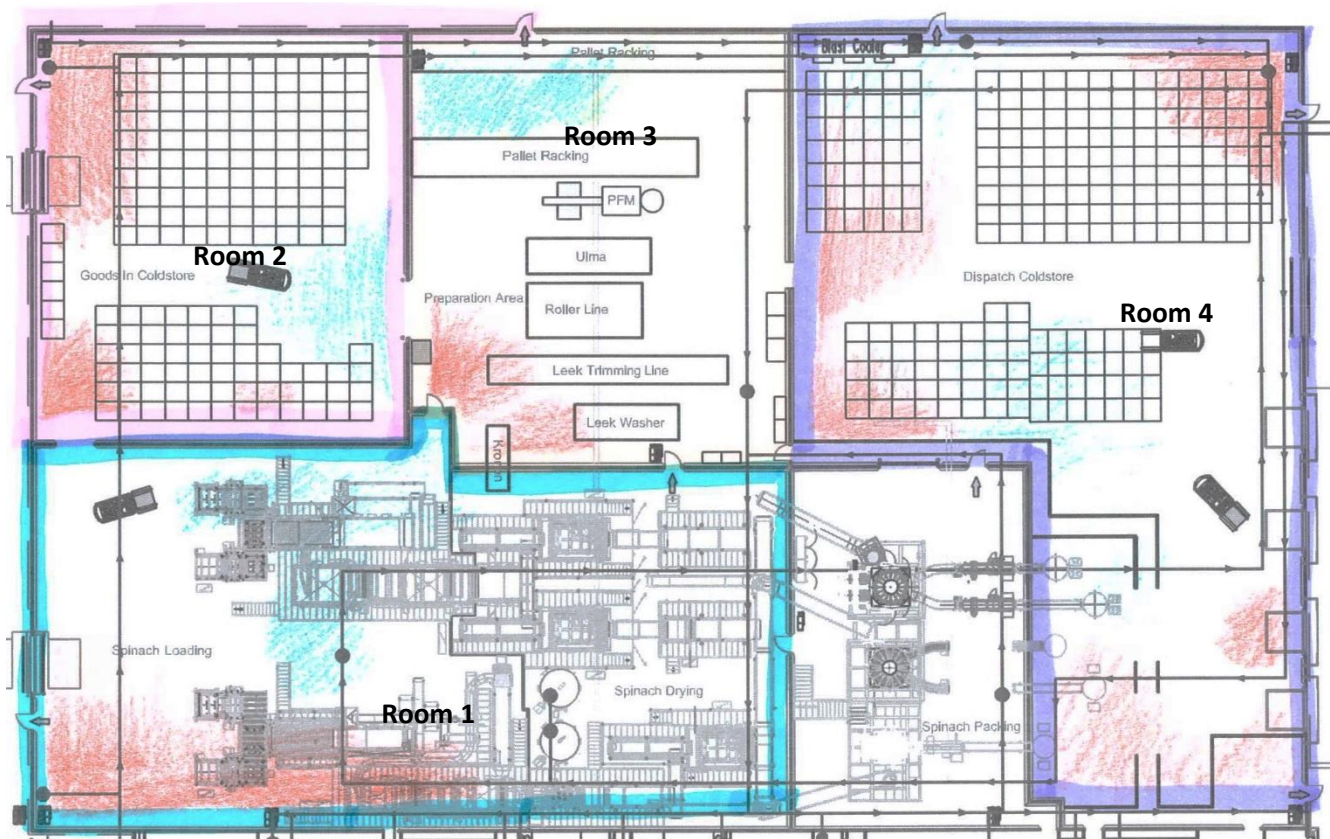 Pallet Racking
Blast Cooler
Room 3
Pallet Racking
PFM
Room 2
Goods In Coldstore
Ulma
Dispatch Coldstore
Preparation Area
Roller Line
Room 4
Leek Trimming Line
Leek Washer
Spinach Loading
Spinach Drying
Room 1
Spinach Packing